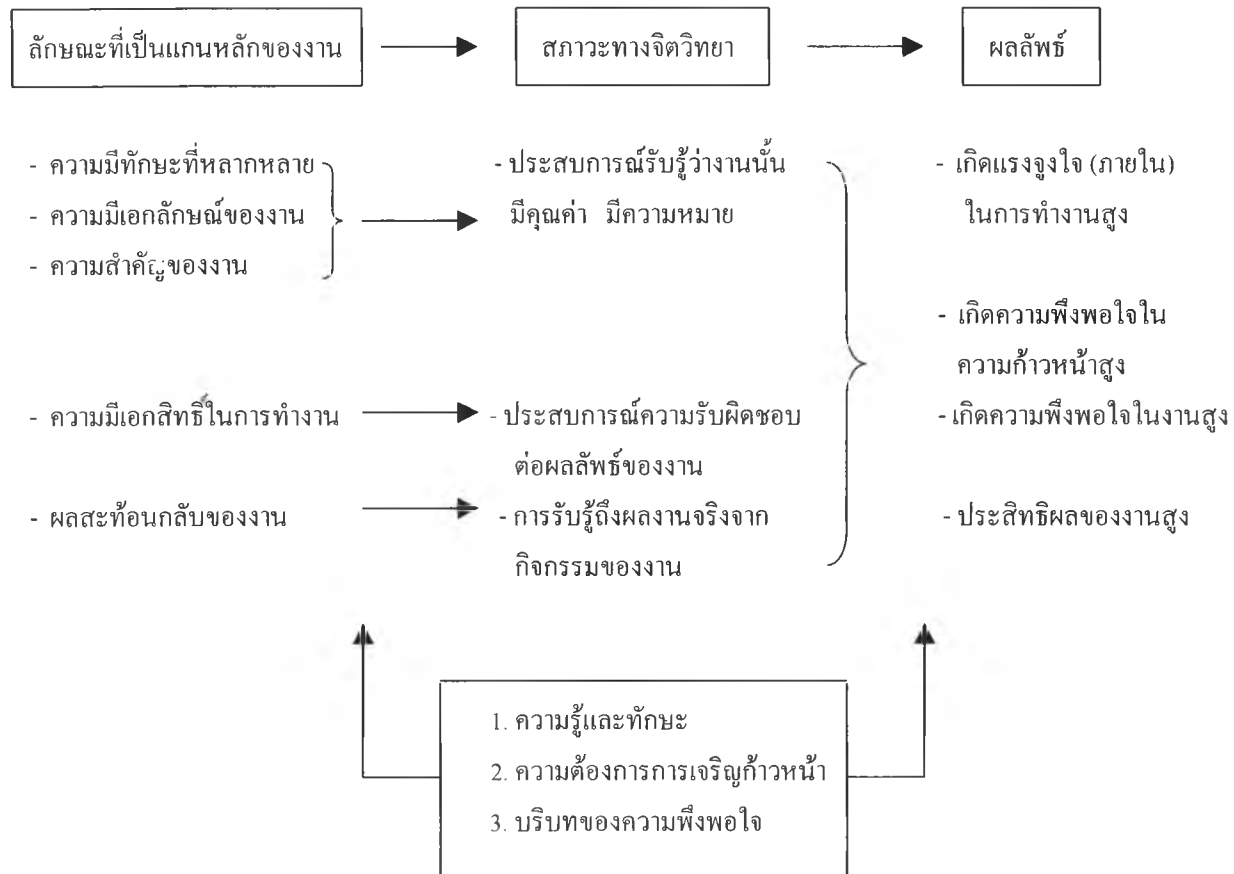 ลักษณะที่เป็นแกนหลักของงาน
สภาวะทางจิตวิทยา
ผลลัพธ์
- ความมีทักษะที่หลากหลาย
- ความมีเอกลักษณ์ของงาน
- ความสำคัญของงาน
- ความมีเอกสิทธิ์ในการทำงาน
- ผลสะท้อนกลับของงาน
- ประสบการณ์รับรู้ว่างานนั้น
มีคุณค่า มีความหมาย
- ประสบการณ์ความรับผิดชอบ
ต่อผลลัพธ์ของงาน
- การรับรู้ถึงผลงานจริงจาก
กิจกรรมของงาน
- เกิดแรงจูงใจ (ภายใน)
ในการทำงานสูง
- เกิดความพึงพอใจใน
ความก้าวหน้าสูง
- เกิดความพึงพอใจในงานสูง
- ประสิทธิผลของงานสูง
1. ความรู้และทักษะ
2. ความต้องการการเจริญก้าวหน้า
3. บริบทของความพึงพอใจ